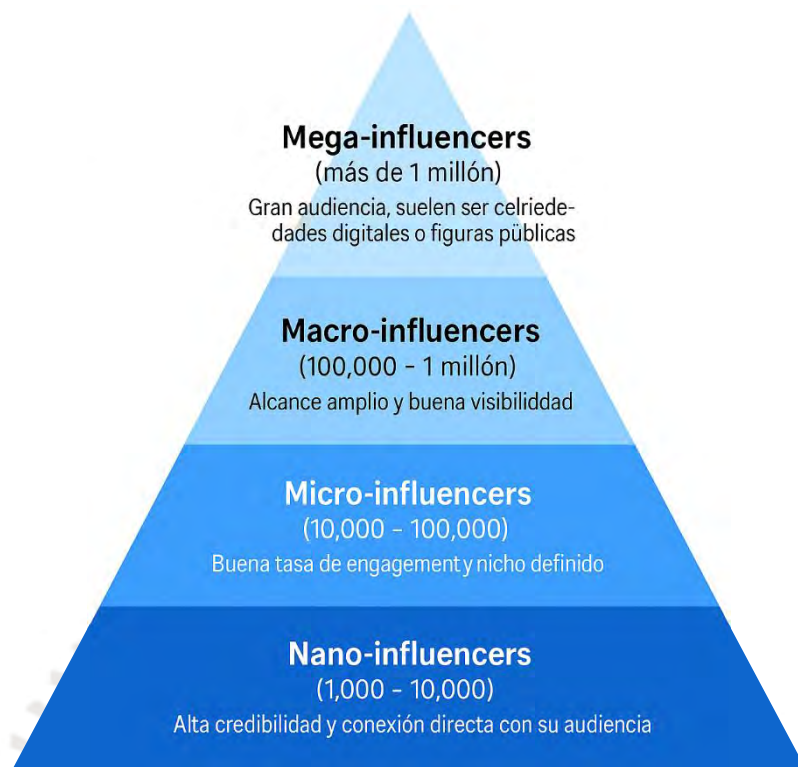 Mega-influencers
(más de 1 millón)
Gran audiencia, suelen ser celriede-
dades digitales o figuras públicas
Macro-influencers
(100,000 – 1 millón)
Alcance amplio y buena visibiliddad
Micro-influencers
(10,000 – 100,000)
Buena tasa de engagement y nicho definido
Nano-influencers
(1,000 – 10,000)
Alta credibilidad y conexión directa con su audiencia